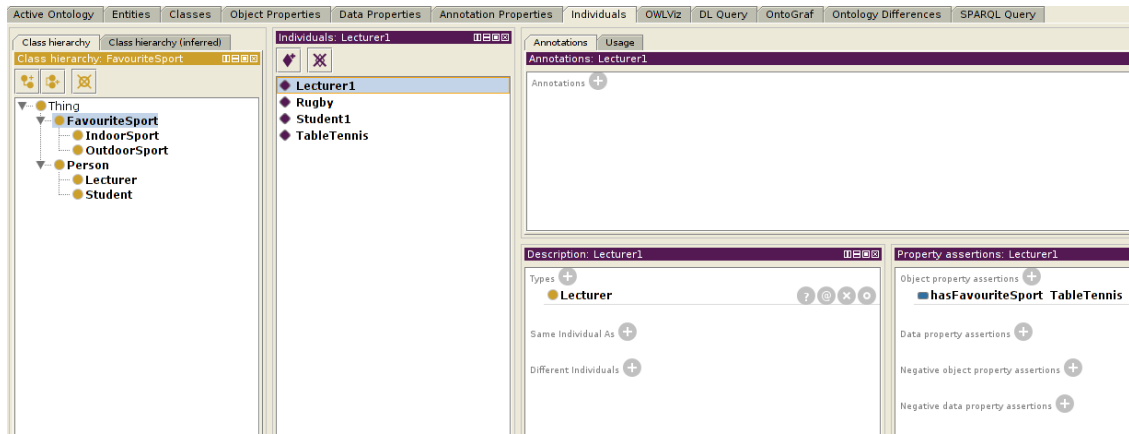 Active Ontology Entities Classes Object Properties Data Properties Annotation Properties Individuals OWLViz DL Query OntoGraf Ontology Differences SPARQL Query
Class hierarchy Class hierarchy (inferred)
Class hierarchy: FavouriteSport
Thing
FavouriteSport
IndoorSport
OutdoorSport
Person
Lecturer
Student
Individuals: Lecturer1
Lecturer1
Rugby
Student1
TableTennis
Annotations Usage
Annotations: Lecturer1
Annotations
Description: Lecturer1
Types
Lecturer
Same Individual As
Different Individuals
Property assertions: Lecturer1
Object property assertions
hasFavouriteSport TableTennis
Data property assertions
Negative object property assertions
Negative data property assertions